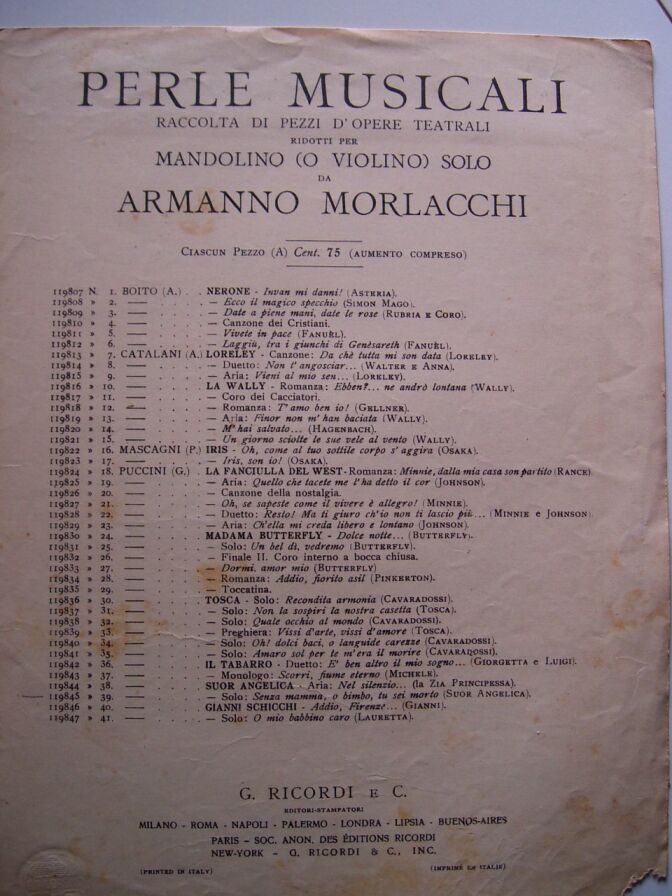 PERLE MUSICALI
RACCOLTA DI PEZZI D'OPERE TEATRALI
RIDOTTI PER
MANDOLINO (O VIOLINO) SOLO
DA
ARMANNO MORLACCHI
CIASCUN PEZZO (A) Cent. 75 (AUMENTO COMPRESO)
119807 N. 1. BOITO (A.) . . NERONE - Invan mi danni! (ASTERIA).
119808 » 2. — . . . . — Ecco il magico specchio (SIMON MAGO).
119809 » 3. — . . . . — Date a piene mani, date le rose (RUBRIA E CORO).
119810 » 4. — . . . . — Canzone dei Cristiani.
119811 » 5. — . . . . — Vivete in pace (FANUÈL).
119812 » 6. — . . . . — Laggiù, tra i giunchi di Genèsareth (FANUÈL).
119813 » 7. CATALANI (A.) LORELEY - Canzone: Da chè tutta mi son data (LORELEY).
119814 » 8. — . . . . — Duetto: Non t'angosciar... (WALTER E ANNA).
119815 » 9. — . . . . — Aria: Vieni al mio sen... (LORELEY).
119816 » 10. — . . . . LA WALLY - Romanza: Ebben?... ne andrò lontana (WALLY).
119817 » 11. — . . . . — Coro dei Cacciatori.
119818 » 12. — . . . . — Romanza: T'amo ben io! (GELLNER).
119819 » 13. — . . . . — Aria: Finor non m'han baciata (WALLY).
119820 » 14. — . . . . — M'hai salvato... (HAGENBACH).
119821 » 15. — . . . . — Un giorno sciolte le sue vele al vento (WALLY).
119822 » 16. MASCAGNI (P.) IRIS - Oh, come al tuo sottile corpo s'aggira (OSAKA).
119823 » 17. — . . . . — Iris, son io! (OSAKA).
119824 » 18. PUCCINI (G.) . LA FANCIULLA DEL WEST-Romanza: Minnie, dalla mia casa son partito (RANCE).
119825 » 19. — . . . . — Aria: Quello che tacete me l'ha detto il cor (JOHNSON).
119826 » 20. — . . . . — Canzone della nostalgia.
119827 » 21. — . . . . — Oh, se sapeste come il vivere è allegro! (MINNIE).
119828 » 22. — . . . . — Duetto: Resto! Ma ti giuro ch'io non ti lascio più... (MINNIE e JOHNSON).
119829 » 23. — . . . . — Aria: Ch'ella mi creda libero e lontano (JOHNSON).
119830 » 24. — . . . . MADAMA BUTTERFLY - Dolce notte... (BUTTERFLY).
119831 » 25. — . . . . — Solo: Un bel dì, vedremo (BUTTERFLY).
119832 » 26. — . . . . — Finale II. Coro interno a bocca chiusa.
119833 » 27. — . . . . — Dormi, amor mio (BUTTERFLY)
119834 » 28. — . . . . — Romanza: Addio, fiorito asil (PINKERTON).
119835 » 29. — . . . . — Toccatina.
119836 » 30. — . . . . TOSCA - Solo: Recondita armonia (CAVARADOSSI).
119837 » 31. — . . . . — Solo: Non la sospiri la nostra casetta (TOSCA).
119838 » 32. — . . . . — Solo: Quale occhio al mondo (CAVARADOSSI).
119839 » 33. — . . . . — Preghiera: Vissi d'arte, vissi d'amore (TOSCA).
119840 » 34. — . . . . — Solo: Oh! dolci baci, o languide carezze (CAVARADOSSI).
119841 » 35. — . . . . — Solo: Amaro sol per te m'era il morire (CAVARADOSSI).
119842 » 36. — . . . . IL TABARRO - Duetto: E' ben altro il mio sogno... (GIORGETTA e LUIGI).
119843 » 37. — . . . . — Monologo: Scorri, fiume eterno (MICHELE).
119844 » 38. — . . . . SUOR ANGELICA - Aria: Nel silenzio... (la ZIA PRINCIPESSA).
119845 » 39. — . . . . — Solo: Senza mamma, o bimbo, tu sei morto (SUOR ANGELICA).
119846 » 40. — . . . . GIANNI SCHICCHI - Addio, Firenze... (GIANNI).
119847 » 41. — . . . . — Solo: O mio babbino caro (LAURETTA).
G. RICORDI E C.
EDITORI-STAMPATORI
MILANO - ROMA - NAPOLI - PALERMO - LONDRA - LIPSIA - BUENOS-AIRES
PARIS - SOC. ANON. DES ÉDITIONS RICORDI
NEW-YORK - G. RICORDI & C., INC.
(PRINTED IN ITALY) (IMPRIMÉ EN ITALIE)